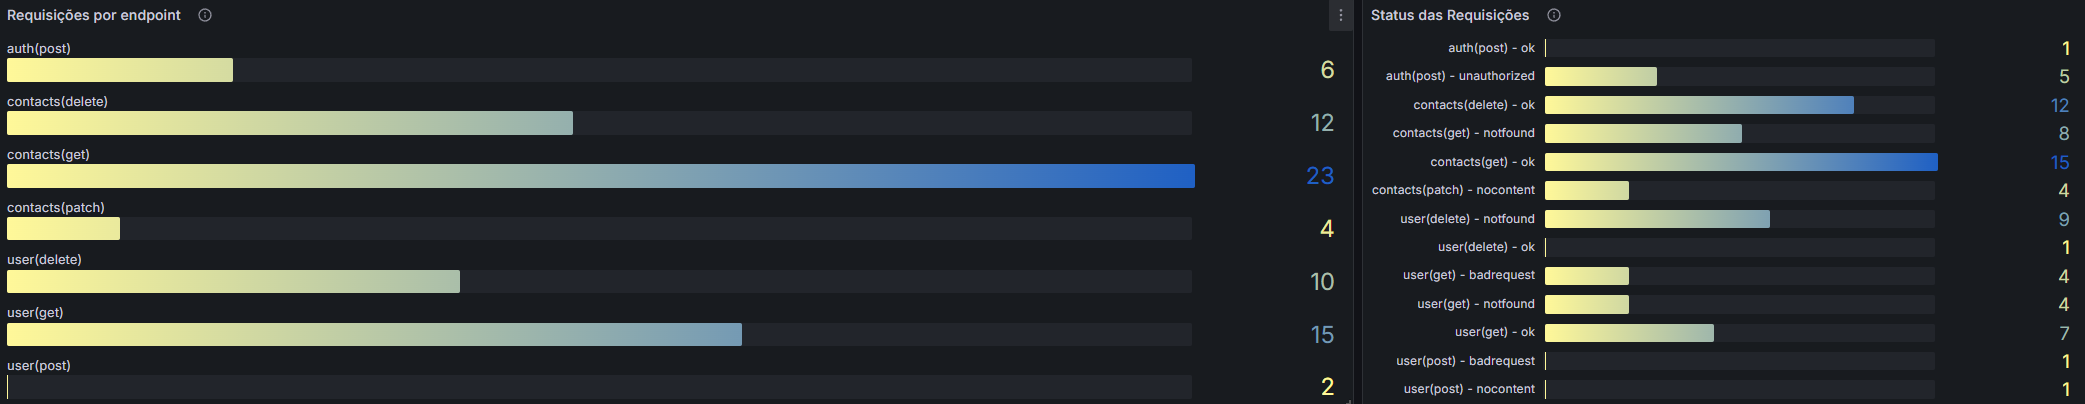 Requisições por endpoint
auth(post)
6
contacts(delete)
12
contacts(get)
23
contacts(patch)
4
user(delete)
10
user(get)
15
user(post)
2
Status das Requisições
auth(post) - ok 1
auth(post) - unauthorized 5
contacts(delete) - ok 12
contacts(get) - notfound 8
contacts(get) - ok 15
contacts(patch) - nocontent 4
user(delete) - notfound 9
user(delete) - ok 1
user(get) - badrequest 4
user(get) - notfound 4
user(get) - ok 7
user(post) - badrequest 1
user(post) - nocontent 1